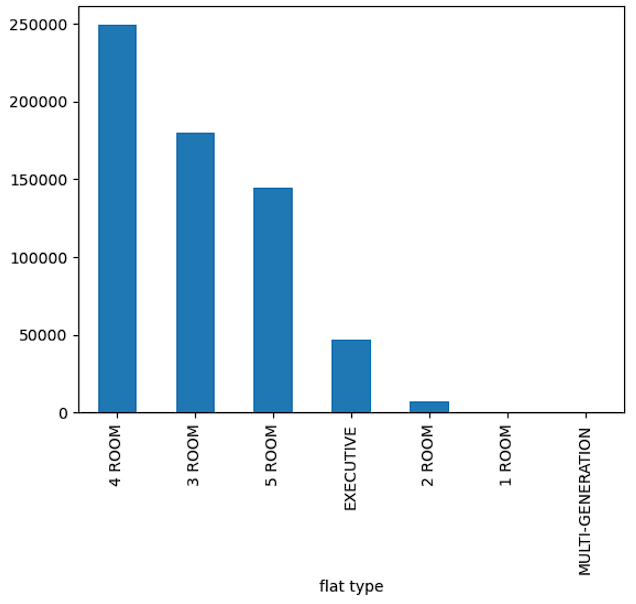 250000
200000
150000
100000
50000
0
4 ROOM
3 ROOM
5 ROOM
EXECUTIVE
2 ROOM
1 ROOM
MULTI-GENERATION
flat type